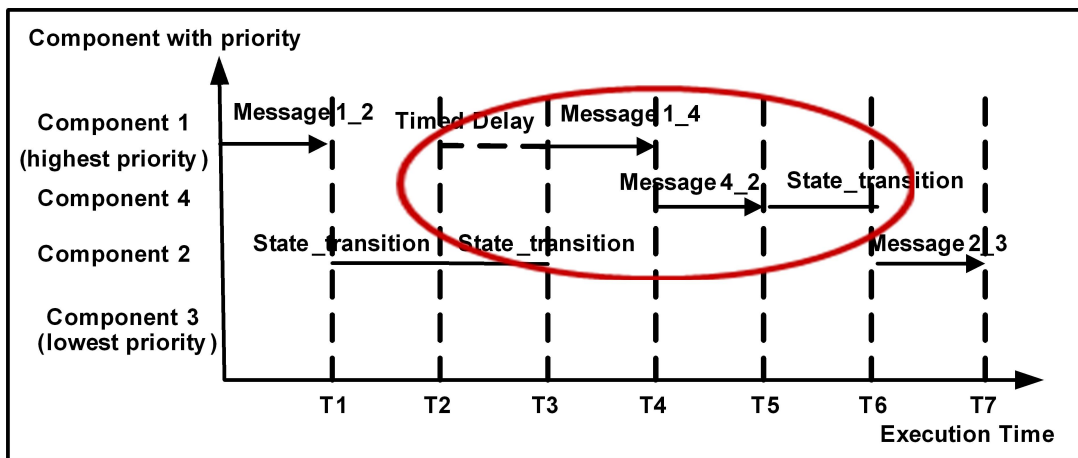 Component with priority
Message 1_2
Component 1
(highest priority)
Timed Delay
Message 1_4
Component 4
Message 4_2
State_transition
Component 2
State_transition
State_transition
Message 2_3
Component 3
(lowest priority)
T1 T2 T3 T4 T5 T6 T7
Execution Time